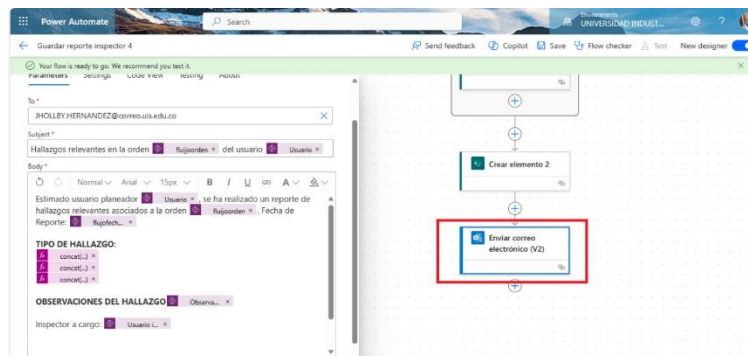 Power Automate
Search
Environments
UNIVERSIDAD INDUST...
Guardar reporte inspector 4
Send feedback Copilot Save Flow checker Test New designer
Your flow is ready to go. We recommend you test it.
Parameters Settings Code View Testing About
To *
JHOLLBY.HERNANDEZ@correo.uis.edu.co
Subject *
Hallazgos relevantes en la orden flujoorden × del usuario Usuario ×
Body *
Normal Arial 15px B I U A
Estimado usuario planeador Usuario × , se ha realizado un reporte de
hallazgos relevantes asociados a la orden flujoorden × . Fecha de
Reporte: flujofech... ×
TIPO DE HALLAZGO:
fx concat(...) ×
fx concat(...) ×
fx concat(...) ×
OBSERVACIONES DEL HALLAZGO Observa... ×
Inspector a cargo: Usuario i... ×
Crear elemento 2
Enviar correo
electrónico (V2)